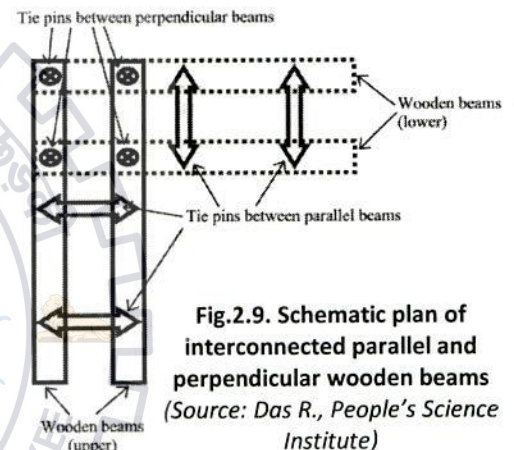 Tie pins between perpendicular beams
Wooden beams
(lower)
Tie pins between parallel beams
Fig.2.9. Schematic plan of
interconnected parallel and
perpendicular wooden beams
(Source: Das R., People’s Science
Institute)
Wooden beams
(upper)